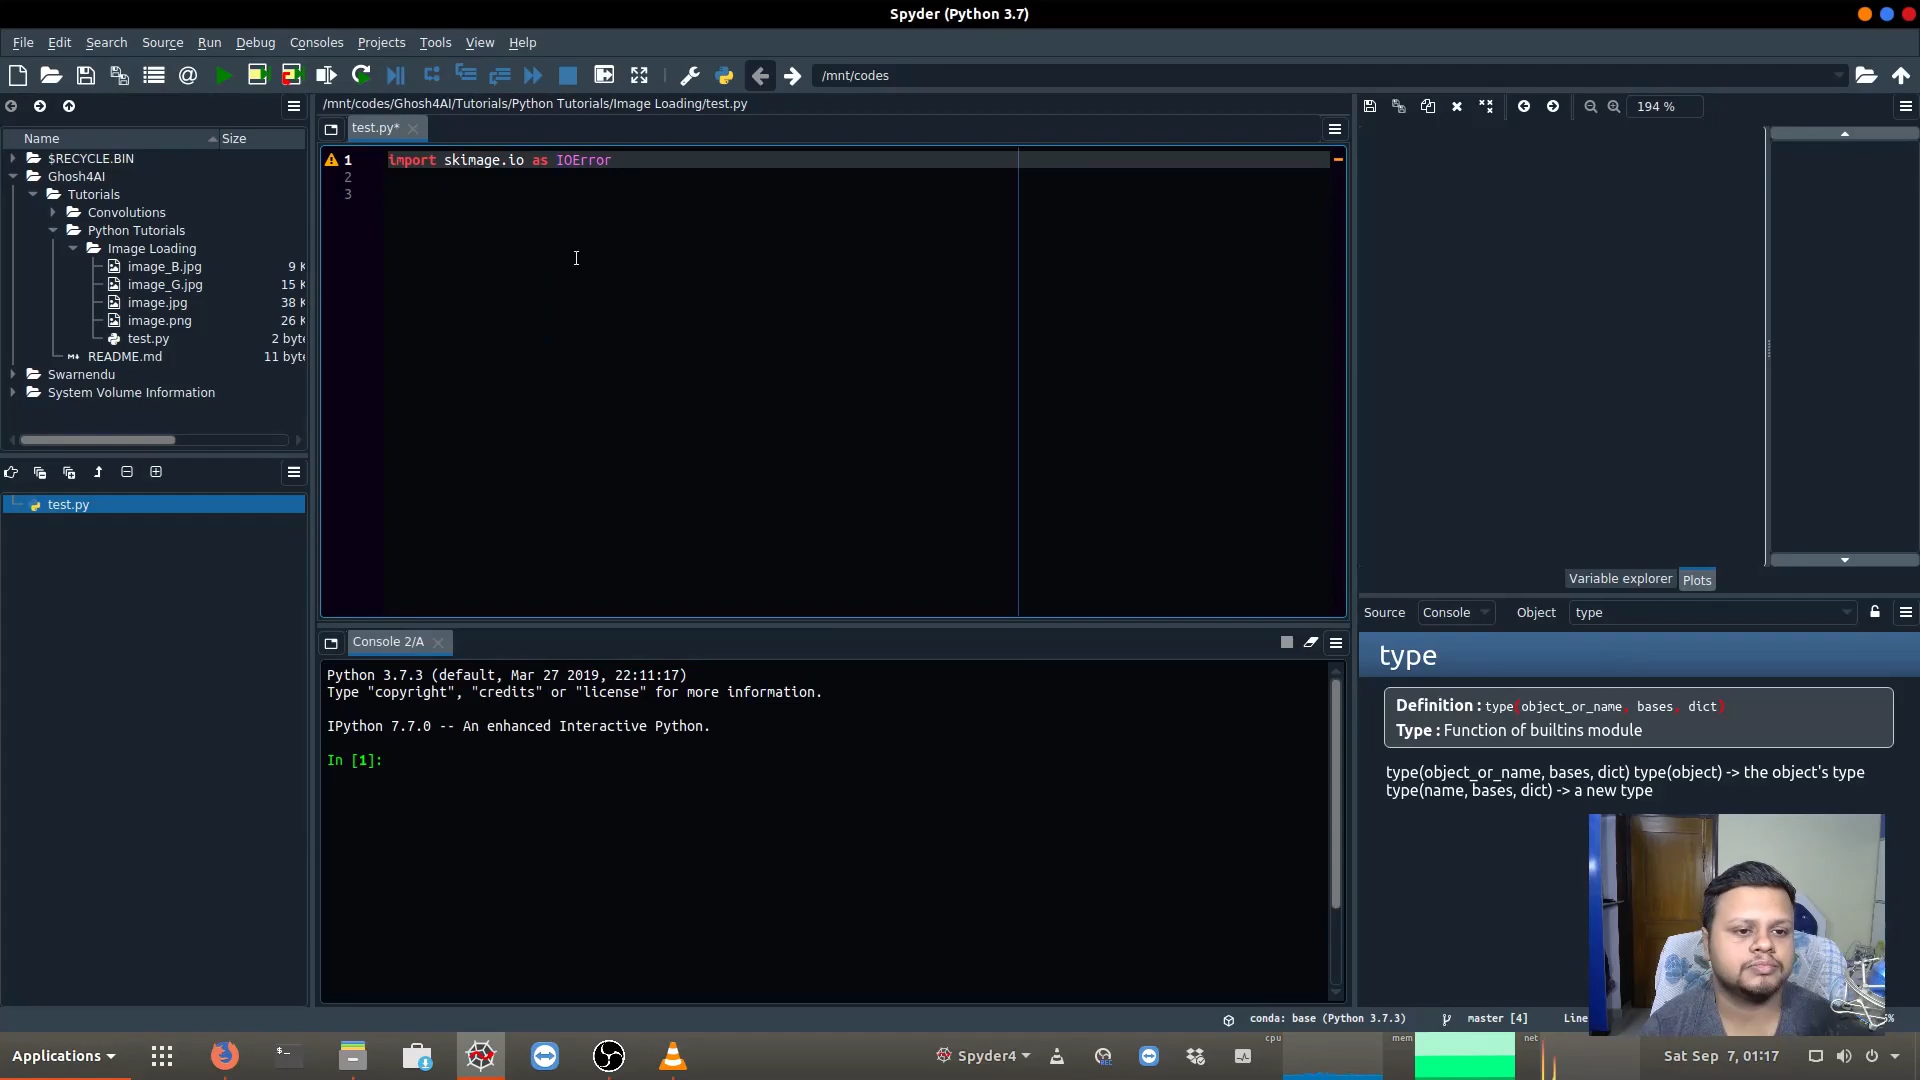 Spyder (Python 3.7)
File Edit Search Source Run Debug Consoles Projects Tools View Help
/mnt/codes
/mnt/codes/Ghosh4AI/Tutorials/Python Tutorials/Image Loading/test.py
194 %
test.py*
Name Size
$RECYCLE.BIN
Ghosh4AI
Tutorials
Convolutions
Python Tutorials
Image Loading
image_B.jpg 9 K
image_G.jpg 15 K
image.jpg 38 K
image.png 26 K
test.py 2 byte
README.md 11 byte
Swarnendu
System Volume Information
test.py
1 import skimage.io as IOError
2
3
Variable explorer Plots
Source Console Object type
type
Definition : type(object_or_name, bases, dict)
Type : Function of builtins module
type(object_or_name, bases, dict) type(object) -> the object's type
type(name, bases, dict) -> a new type
Console 2/A
Python 3.7.3 (default, Mar 27 2019, 22:11:17)
Type "copyright", "credits" or "license" for more information.
IPython 7.7.0 -- An enhanced Interactive Python.
In [1]:
conda: base (Python 3.7.3) master [4] Line
Applications Spyder4 cpu mem net Sat Sep 7, 01:17